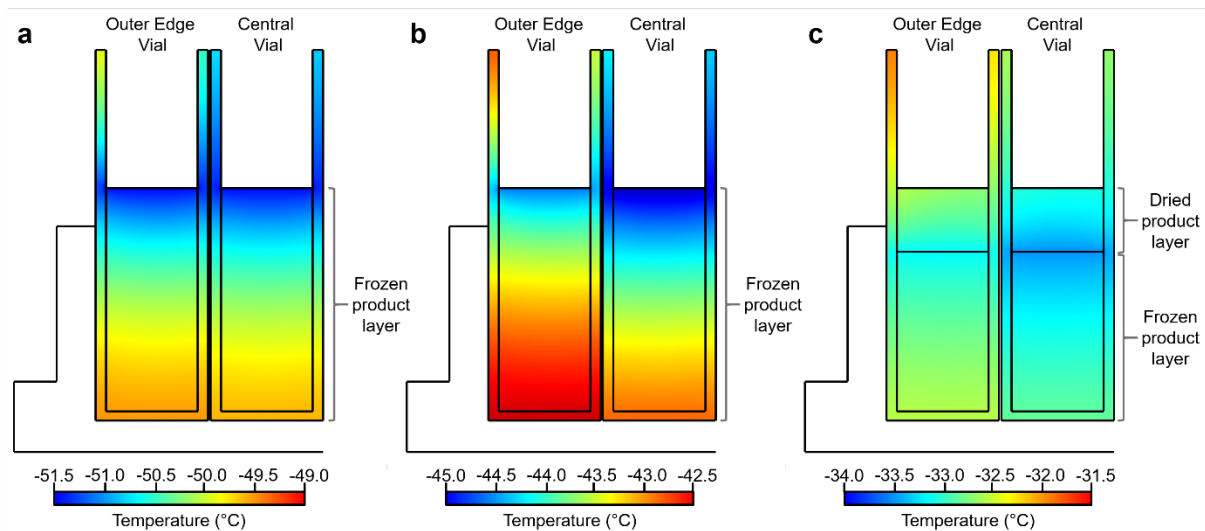 a
Outer Edge
Vial
Central
Vial
Frozen
product
layer
-51.5 -51.0 -50.5 -50.0 -49.5 -49.0
Temperature (°C)
b
Outer Edge
Vial
Central
Vial
Frozen
product
layer
-45.0 -44.5 -44.0 -43.5 -43.0 -42.5
Temperature (°C)
c
Outer Edge
Vial
Central
Vial
Dried
product
layer
Frozen
product
layer
-34.0 -33.5 -33.0 -32.5 -32.0 -31.5
Temperature (°C)